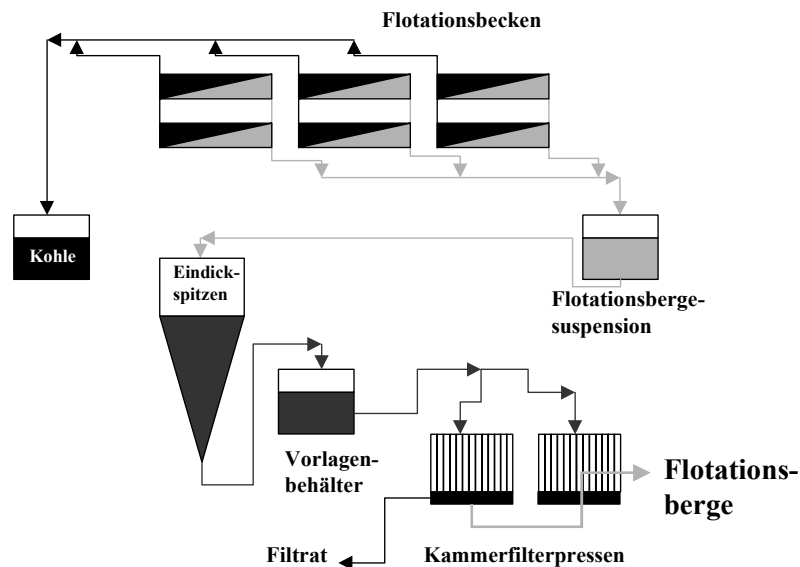 Flotationsbecken
Kohle
Eindick-
spitzen
Flotationsberge-
suspension
Vorlagen-
behälter
Flotations-
berge
Filtrat
Kammerfilterpressen